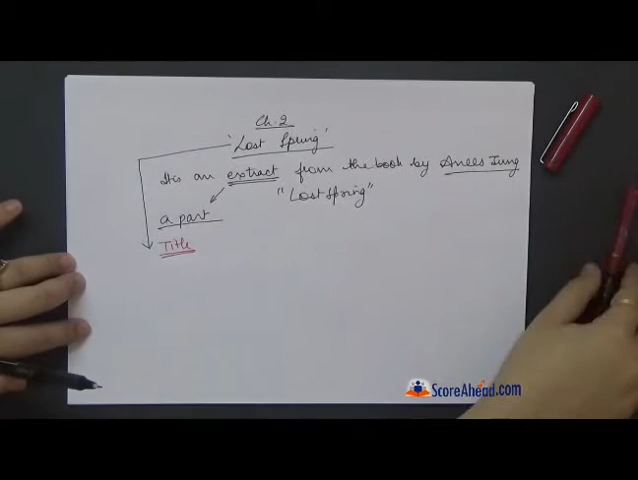 Ch. 2
'Lost Spring'
It is an extract from the book by Anees Jung
"Lost Spring"
a part
Title
ScoreAhead.com